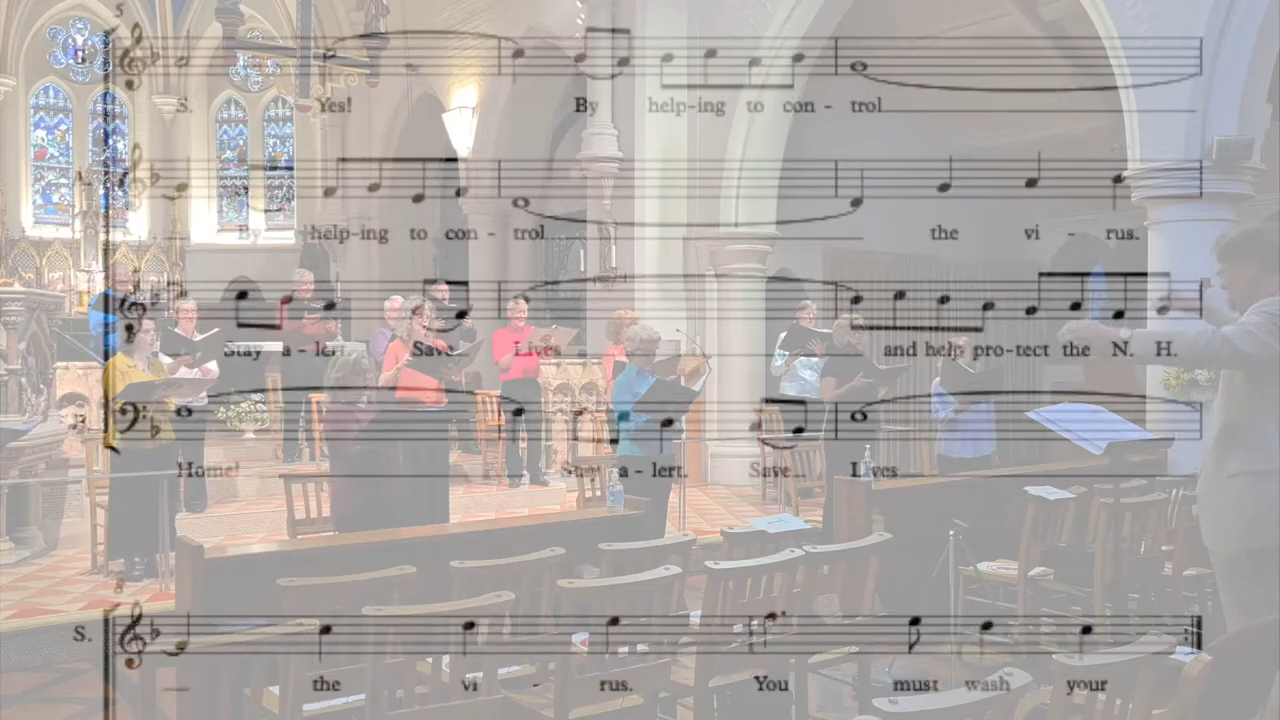 5
S. Yes! By help-ing to con - trol
By help-ing to con - trol the vi - rus.
Stay a - lert. Save Lives and help pro-tect the N. H.
Home! Stay a - lert. Save Lives
8
S. the vi - rus. You must wash your